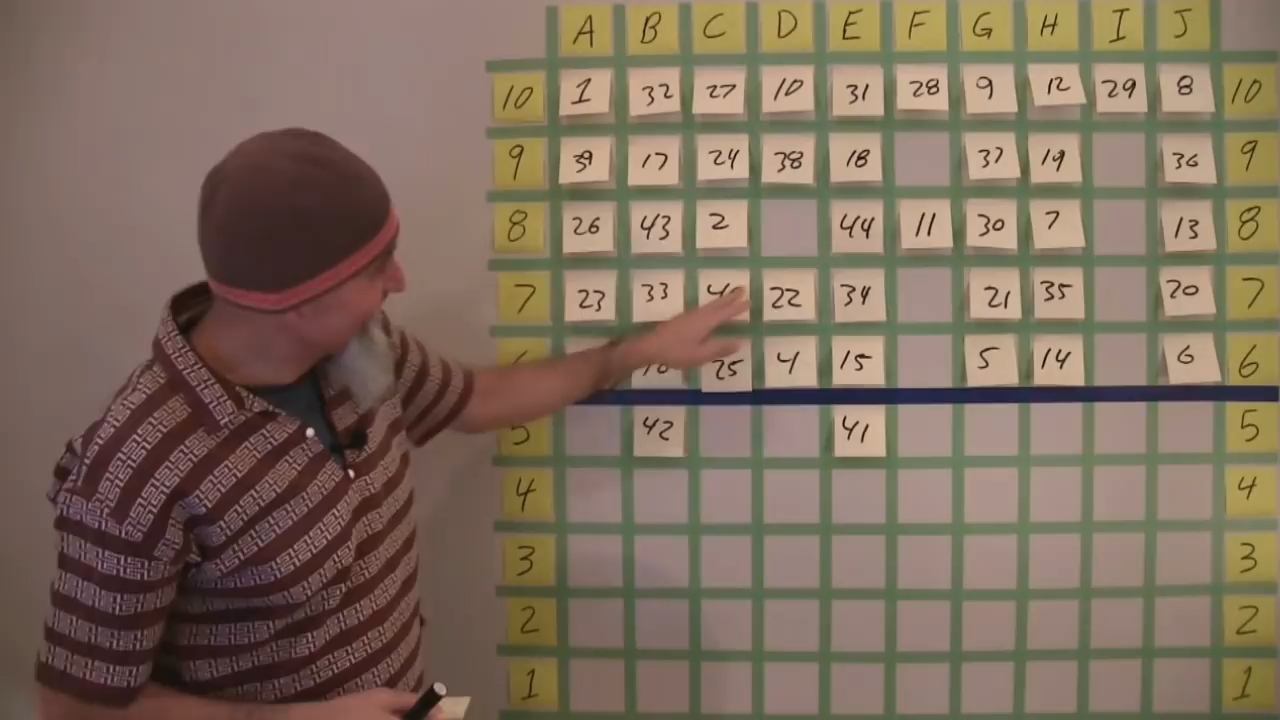 A B C D E F G H I J
10 1 32 27 10 31 28 9 12 29 8 10
9 39 17 24 38 18 37 19 36 9
8 26 43 2 44 11 30 7 13 8
7 23 33 22 34 21 35 20 7
25 4 15 5 14 6 6
5 42 41 5
4 4
3 3
2 2
1 1